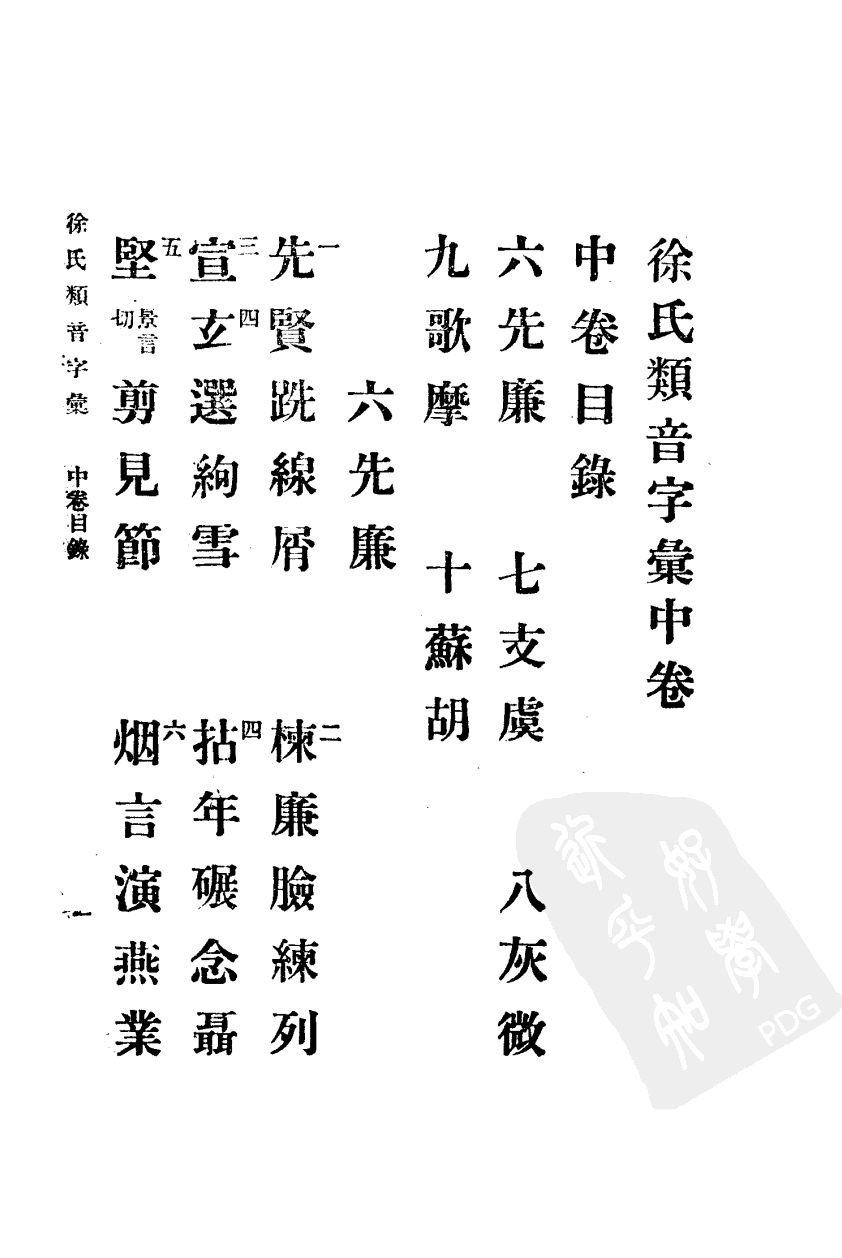 徐氏類音字彙中卷
中卷目錄
六先廉　七支虞　八灰微
九歌摩　十蘇胡
六先廉
一先賢跣線屑　二楝廉臉練列
三宣四玄選絢雪　四拈年碾念聶
五堅景言切剪見節　六烟言演燕業
徐氏類音字彙　中卷目錄　一
PDG